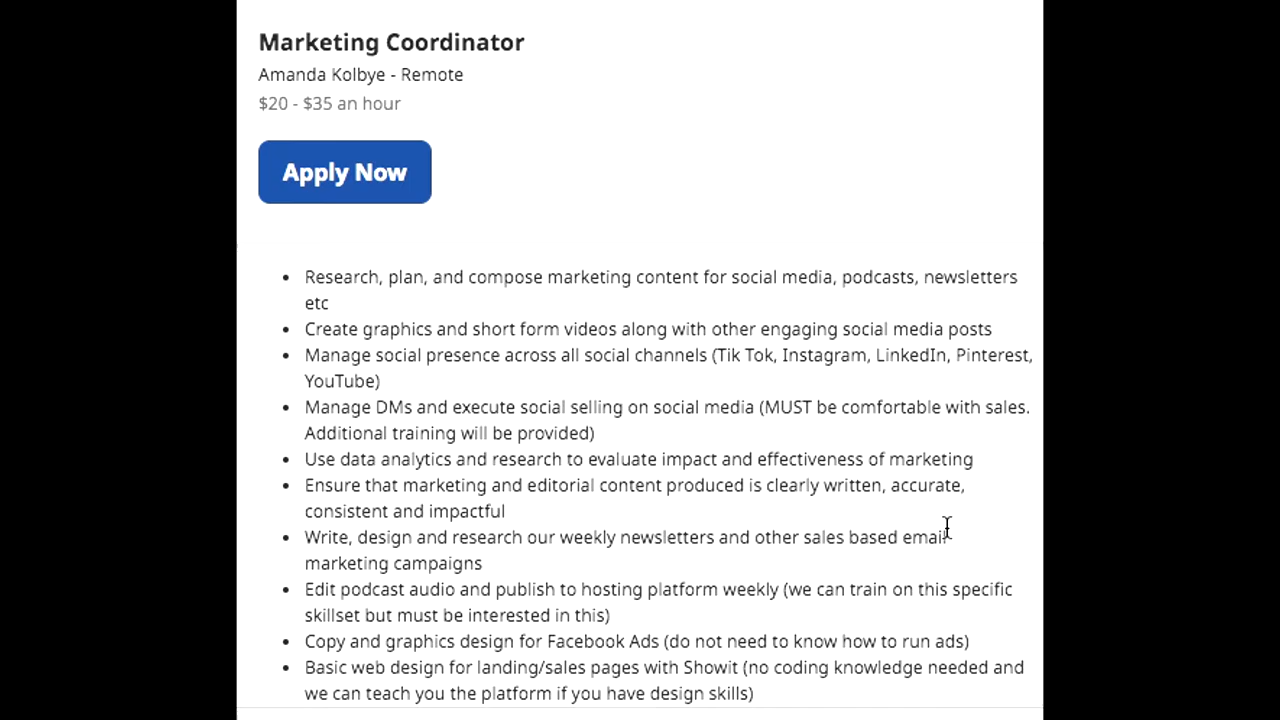 Marketing Coordinator
Amanda Kolbye - Remote
$20 - $35 an hour
Apply Now
• Research, plan, and compose marketing content for social media, podcasts, newsletters
etc
• Create graphics and short form videos along with other engaging social media posts
• Manage social presence across all social channels (Tik Tok, Instagram, LinkedIn, Pinterest,
YouTube)
• Manage DMs and execute social selling on social media (MUST be comfortable with sales.
Additional training will be provided)
• Use data analytics and research to evaluate impact and effectiveness of marketing
• Ensure that marketing and editorial content produced is clearly written, accurate,
consistent and impactful
• Write, design and research our weekly newsletters and other sales based email
marketing campaigns
• Edit podcast audio and publish to hosting platform weekly (we can train on this specific
skillset but must be interested in this)
• Copy and graphics design for Facebook Ads (do not need to know how to run ads)
• Basic web design for landing/sales pages with Showit (no coding knowledge needed and
we can teach you the platform if you have design skills)